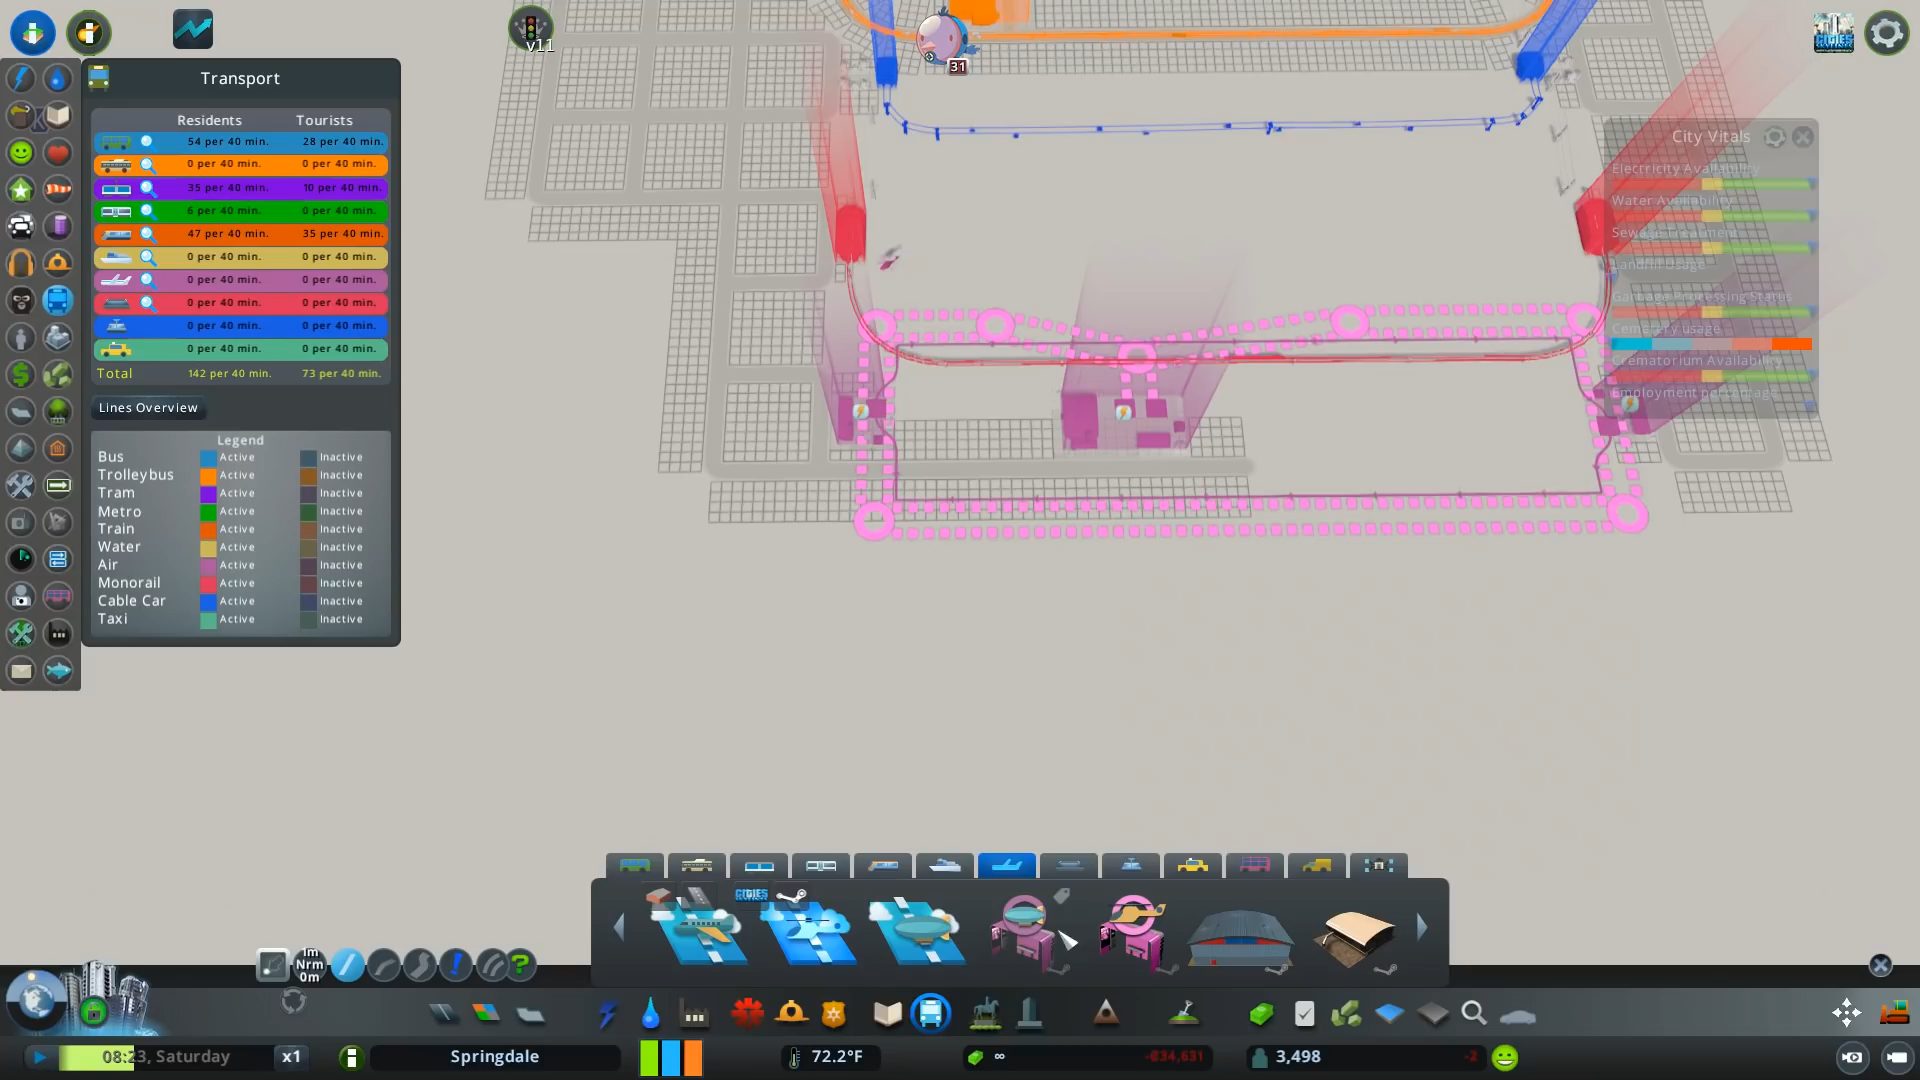 v11
31
CITIES
Transport
Residents Tourists
54 per 40 min. 28 per 40 min.
0 per 40 min. 0 per 40 min.
35 per 40 min. 10 per 40 min.
6 per 40 min. 0 per 40 min.
47 per 40 min. 35 per 40 min.
0 per 40 min. 0 per 40 min.
0 per 40 min. 0 per 40 min.
0 per 40 min. 0 per 40 min.
0 per 40 min. 0 per 40 min.
0 per 40 min. 0 per 40 min.
Total 142 per 40 min. 73 per 40 min.
Lines Overview
Legend
Bus Active Inactive
Trolleybus Active Inactive
Tram Active Inactive
Metro Active Inactive
Train Active Inactive
Water Active Inactive
Air Active Inactive
Monorail Active Inactive
Cable Car Active Inactive
Taxi Active Inactive
City Vitals
Electricity Availability
Water Availability
Sewage Treatment
Landfill Usage
Garbage Processing Status
Cemetery usage
Crematorium Availability
Employment percentage
CITIES
1m
Nrm
0m
08:23, Saturday x1 Springdale 72.2°F ∞ 3,498 -2